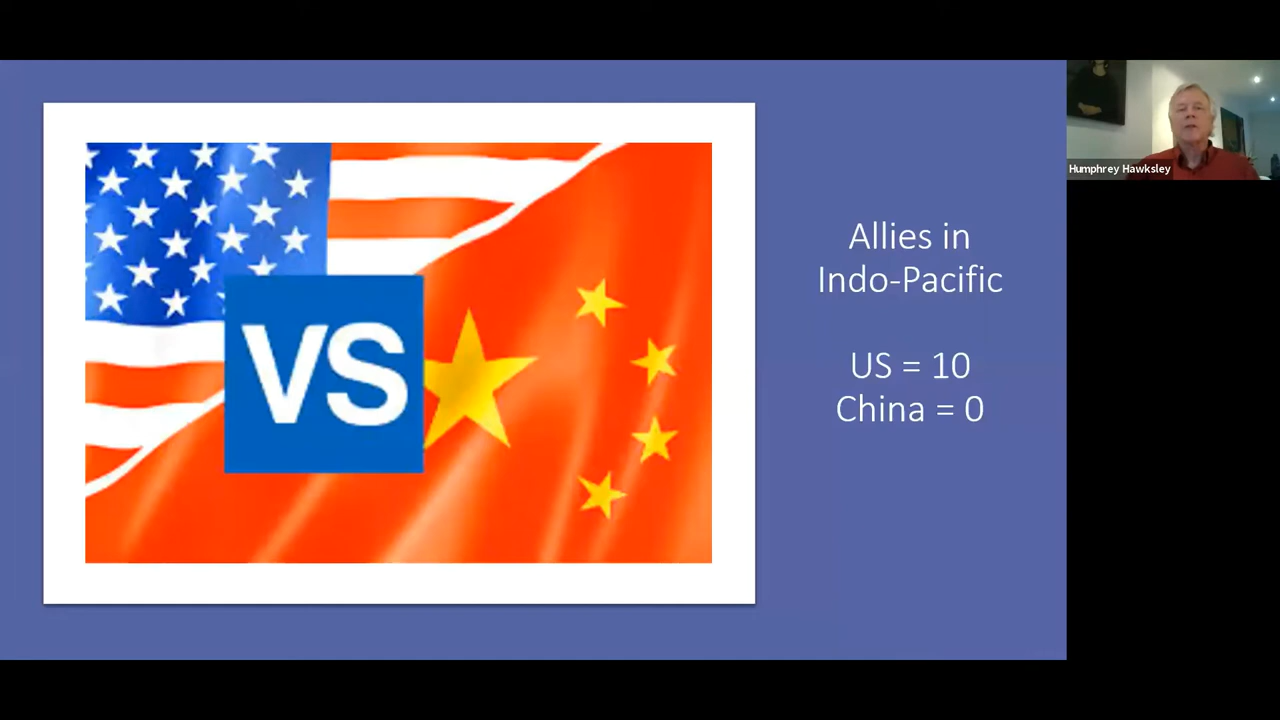 VS
Allies in
Indo-Pacific
US = 10
China = 0
Humphrey Hawksley